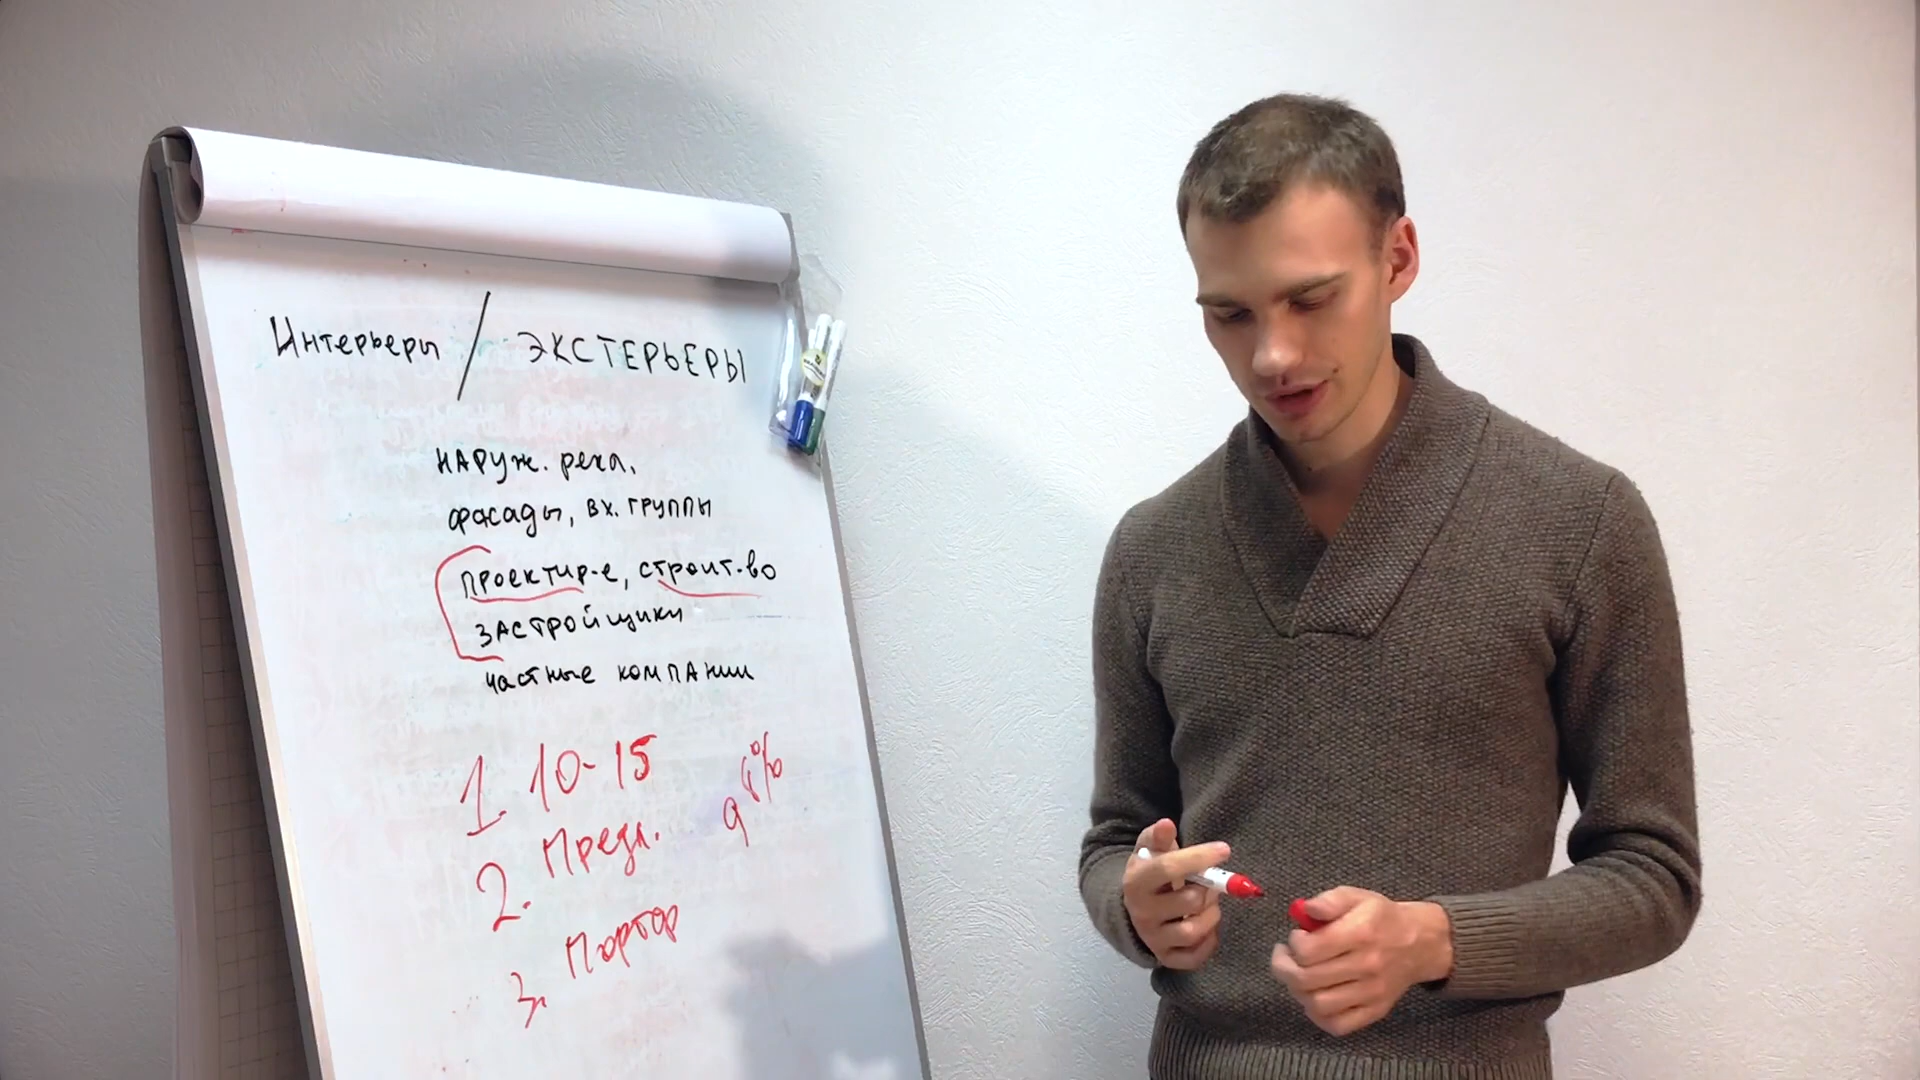 Интерьеры / ЭКСТЕРЬЕРЫ
НАРУЖ. рекл.
фасады, вх. группы
проектир-е, строит-во
застройщики
частные компании
1. 10-15
2. Предл.
3. Портф